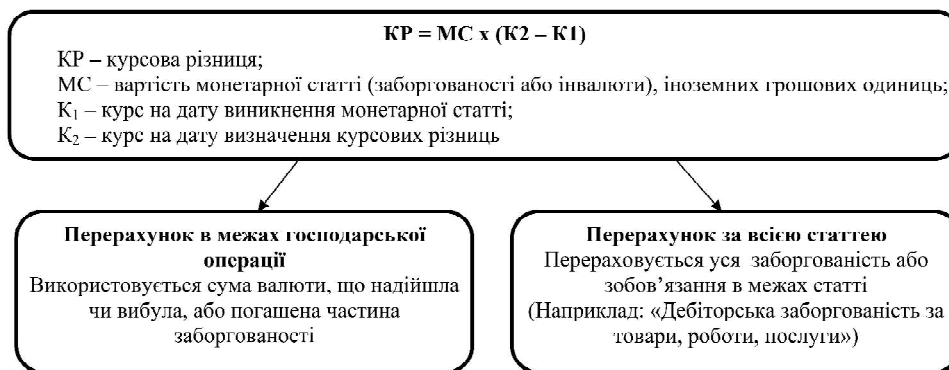 КР = МС х (К2 – К1)
КР – курсова різниця;
МС – вартість монетарної статті (заборгованості або інвалюти), іноземних грошових одиниць;
К₁ – курс на дату виникнення монетарної статті;
К₂ – курс на дату визначення курсових різниць
Перерахунок в межах господарської
операції
Використовується сума валюти, що надійшла
чи вибула, або погашена частина
заборгованості
Перерахунок за всією статтею
Перераховується уся заборгованість або
зобов’язання в межах статті
(Наприклад: «Дебіторська заборгованість за
товари, роботи, послуги»)